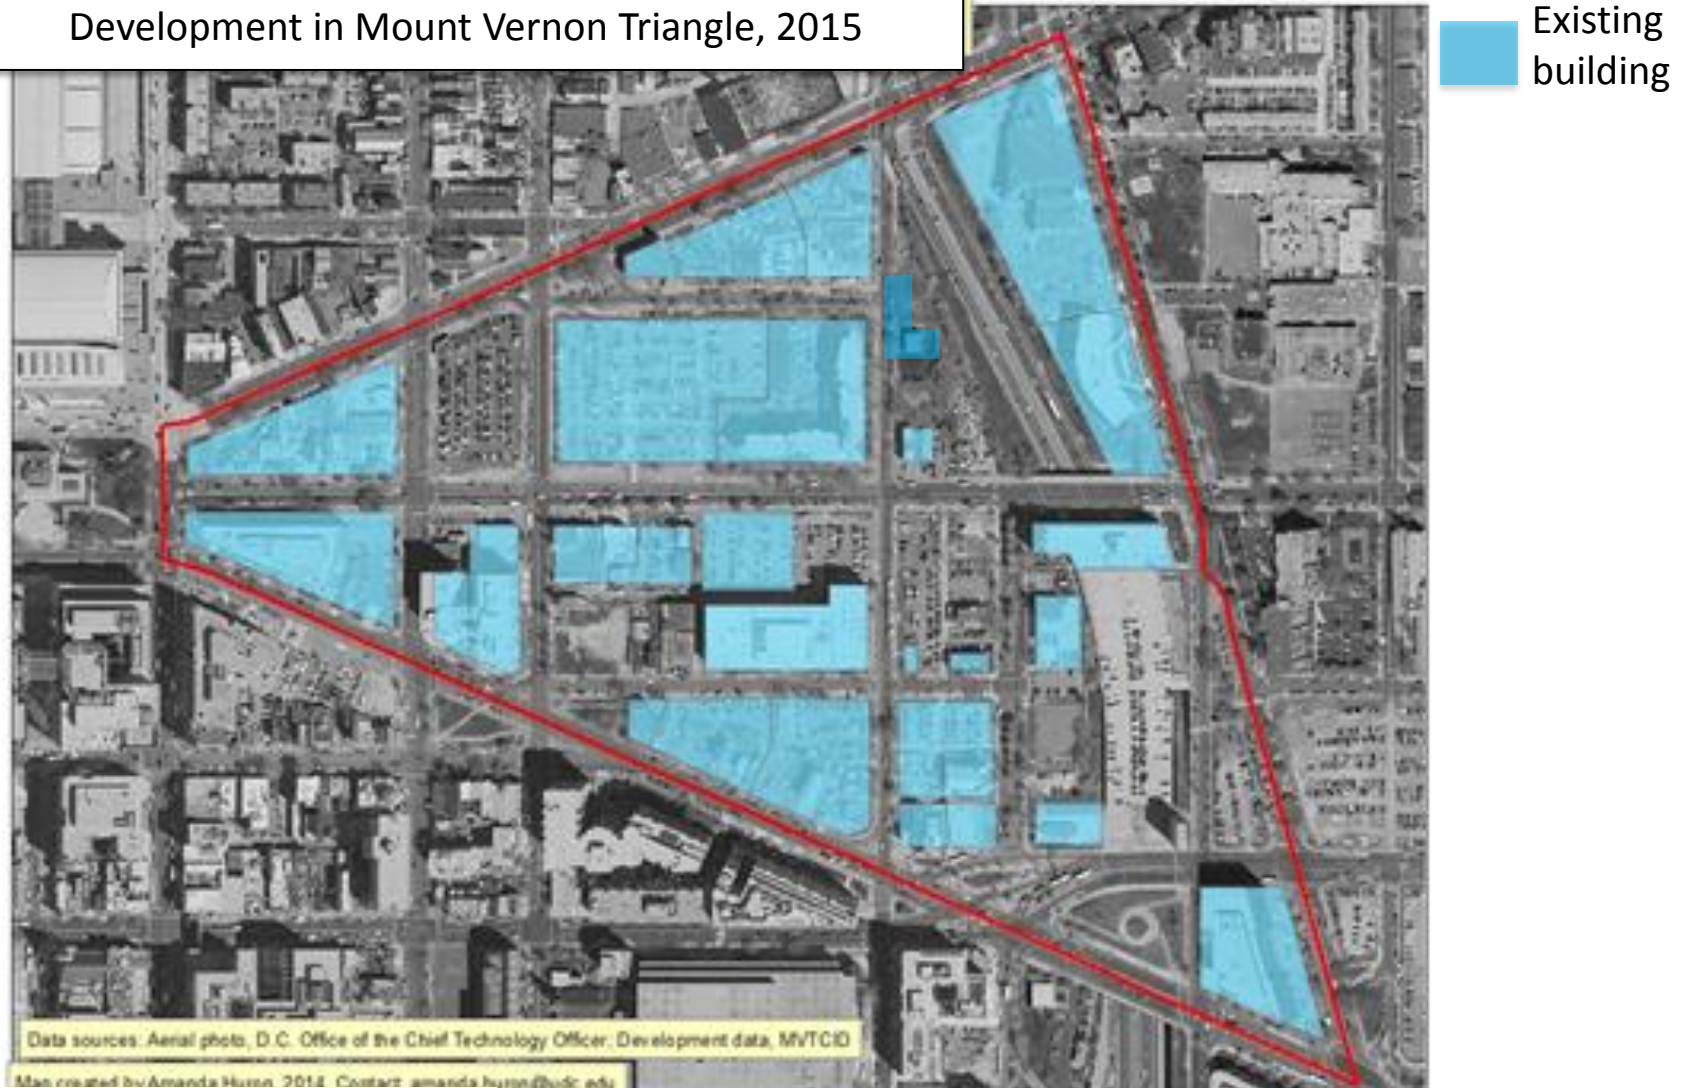 Development in Mount Vernon Triangle, 2015
Existing
building
Data sources: Aerial photo, D.C. Office of the Chief Technology Officer; Development data, MVTCID
Map created by Amanda Huron, 2014. Contact: amanda.huron@udc.edu